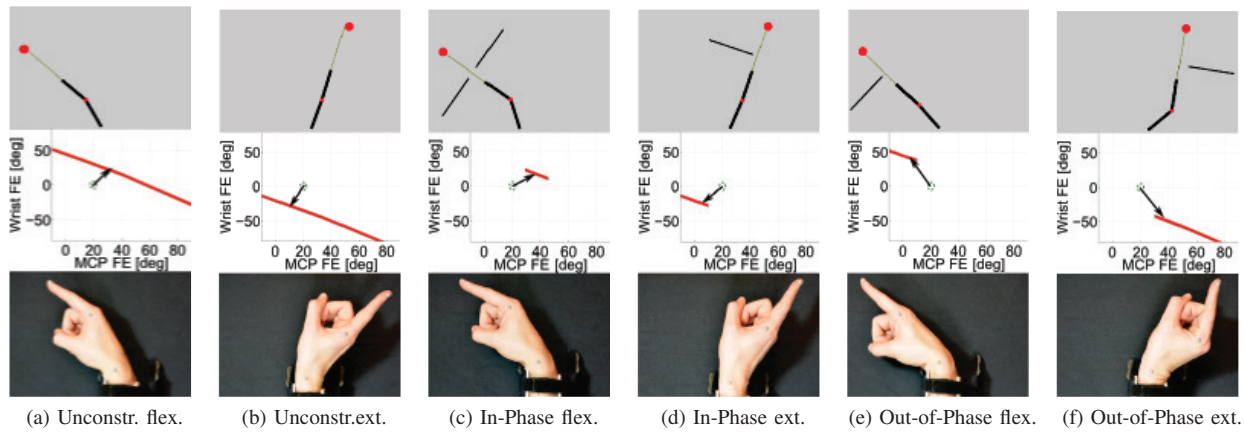 Wrist FE [deg]
50
0
−50
0 20 40 60 80
MCP FE [deg]
Wrist FE [deg]
50
0
−50
0 20 40 60 80
MCP FE [deg]
Wrist FE [deg]
50
0
−50
0 20 40 60 80
MCP FE [deg]
Wrist FE [deg]
50
0
−50
0 20 40 60 80
MCP FE [deg]
Wrist FE [deg]
50
0
−50
0 20 40 60 80
MCP FE [deg]
Wrist FE [deg]
50
0
−50
0 20 40 60 80
MCP FE [deg]
(a) Unconstr. flex.
(b) Unconstr.ext.
(c) In-Phase flex.
(d) In-Phase ext.
(e) Out-of-Phase flex.
(f) Out-of-Phase ext.